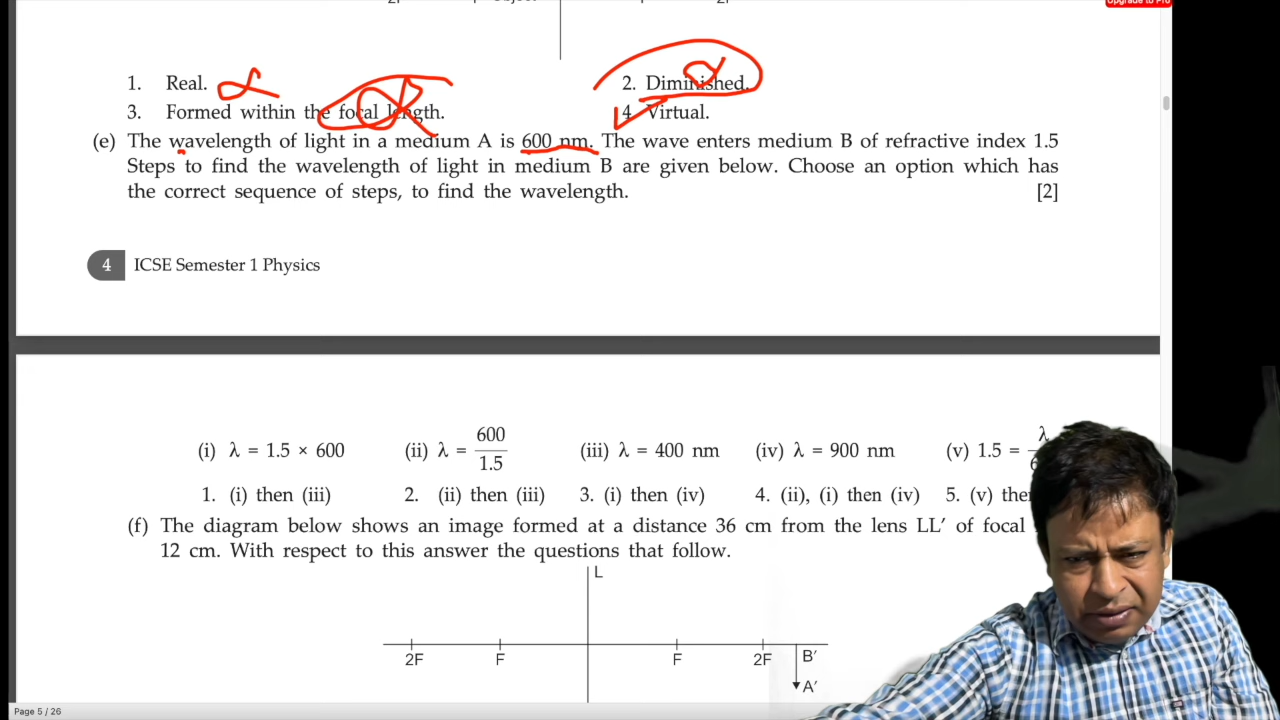 Upgrade to Pro
2F F Object F 2F
1. Real. 2. Diminished.
3. Formed within the focal length. 4 Virtual.
(e) The wavelength of light in a medium A is 600 nm. The wave enters medium B of refractive index 1.5
Steps to find the wavelength of light in medium B are given below. Choose an option which has
the correct sequence of steps, to find the wavelength. [2]
4 ICSE Semester 1 Physics
(i) λ = 1.5 × 600 (ii) λ = 600/1.5 (iii) λ = 400 nm (iv) λ = 900 nm (v) 1.5 = λ
1. (i) then (iii) 2. (ii) then (iii) 3. (i) then (iv) 4. (ii), (i) then (iv) 5. (v)
(f) The diagram below shows an image formed at a distance 36 cm from the lens LL′ of focal
12 cm. With respect to this answer the questions that follow.
L
2F F F 2F B′
A′
Page 5 / 26